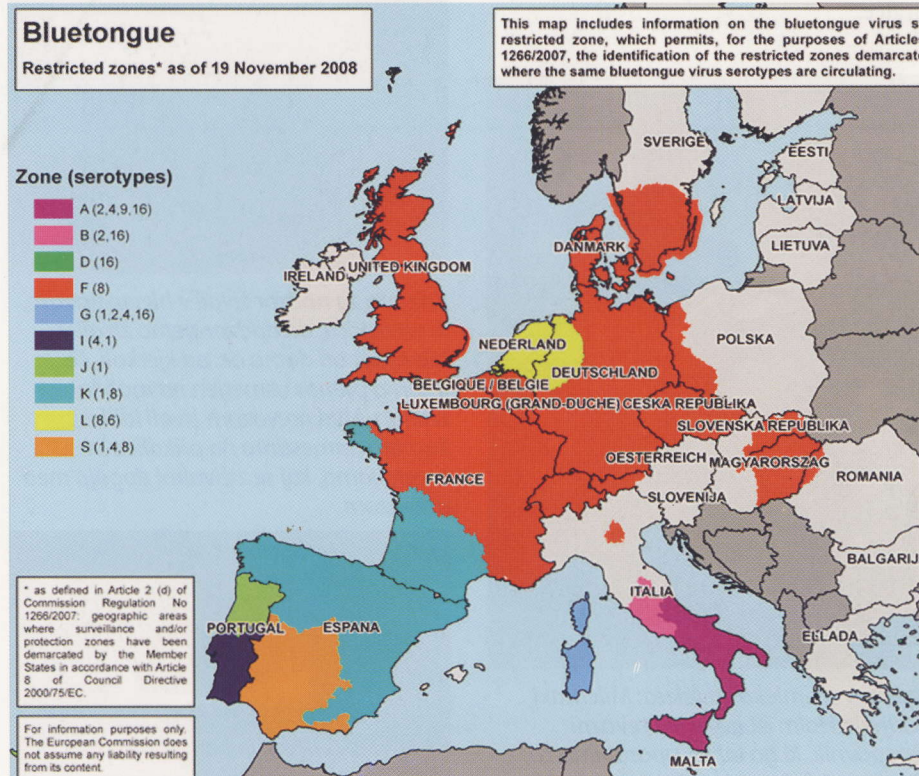 Bluetongue
Restricted zones* as of 19 November 2008
This map includes information on the bluetongue virus s
restricted zone, which permits, for the purposes of Article
1266/2007, the identification of the restricted zones demarcate
where the same bluetongue virus serotypes are circulating.
Zone (serotypes)
A (2,4,9,16)
B (2,16)
D (16)
F (8)
G (1,2,4,16)
I (4,1)
J (1)
K (1,8)
L (8,6)
S (1,4,8)
SVERIGE
EESTI
LATVIJA
LIETUVA
DANMARK
IRELAND
UNITED KINGDOM
POLSKA
NEDERLAND
DEUTSCHLAND
BELGIQUE / BELGIE
LUXEMBOURG (GRAND-DUCHE)
CESKA REPUBLIKA
SLOVENSKA REPUBLIKA
OESTERREICH
MAGYARORSZAG
FRANCE
ROMANIA
SLOVENIJA
BALGARIJ
ITALIA
PORTUGAL
ESPANA
ELLADA
MALTA
* as defined in Article 2 (d) of
Commission Regulation No
1266/2007: geographic areas
where surveillance and/or
protection zones have been
demarcated by the Member
States in accordance with Article
8 of Council Directive
2000/75/EC.
For information purposes only.
The European Commission does
not assume any liability resulting
from its content.